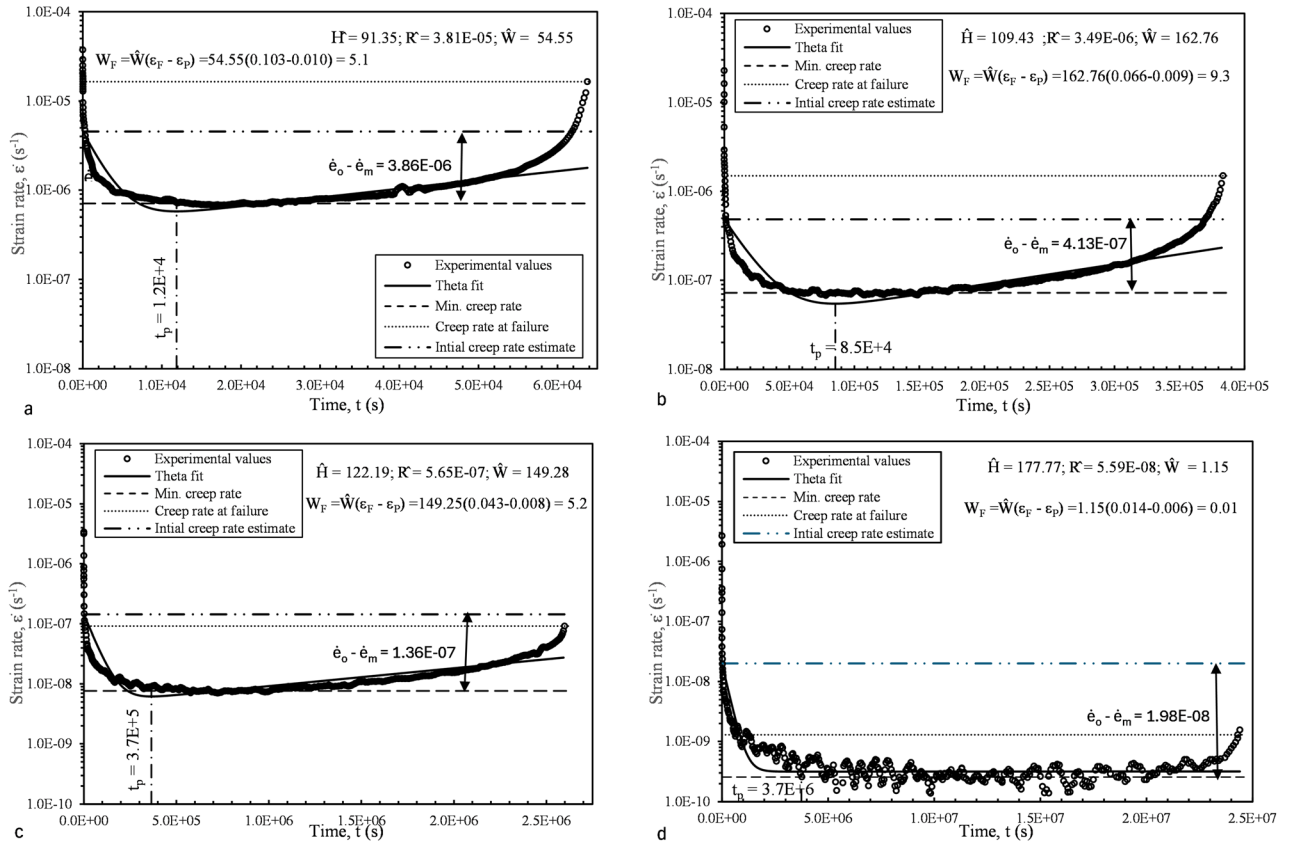 1.0E-04
Ĥ = 91.35; R̂ = 3.81E-05; Ŵ = 54.55
W_F =Ŵ(ε_F - ε_P) =54.55(0.103-0.010) = 5.1
1.0E-05
ė_o - ė_m = 3.86E-06
1.0E-06
1.0E-07
1.0E-08
Strain rate, ε̇ (s⁻¹)
t_p = 1.2E+4
Experimental values
Theta fit
Min. creep rate
Creep rate at failure
Intial creep rate estimate
0.0E+00 1.0E+04 2.0E+04 3.0E+04 4.0E+04 5.0E+04 6.0E+04
Time, t (s)
a
1.0E-04
Experimental values
Theta fit
Min. creep rate
Creep rate at failure
Intial creep rate estimate
Ĥ = 109.43 ;R̂ = 3.49E-06; Ŵ = 162.76
W_F =Ŵ(ε_F - ε_P) =162.76(0.066-0.009) = 9.3
1.0E-05
1.0E-06
ė_o - ė_m = 4.13E-07
1.0E-07
t_p = 8.5E+4
1.0E-08
Strain rate, ε̇ (s⁻¹)
0.0E+00 5.0E+04 1.0E+05 1.5E+05 2.0E+05 2.5E+05 3.0E+05 3.5E+05 4.0E+05
Time, t (s)
b
1.0E-04
Experimental values
Theta fit
Min. creep rate
Creep rate at failure
Intial creep rate estimate
Ĥ = 122.19; R̂ = 5.65E-07; Ŵ = 149.28
W_F =Ŵ(ε_F - ε_P) =149.25(0.043-0.008) = 5.2
1.0E-05
1.0E-06
1.0E-07
ė_o - ė_m = 1.36E-07
1.0E-08
1.0E-09
1.0E-10
Strain rate, ε̇ (s⁻¹)
t_p = 3.7E+5
0.0E+00 5.0E+05 1.0E+06 1.5E+06 2.0E+06 2.5E+06
Time, t (s)
c
1.0E-04
Experimental values
Theta fit
Min. creep rate
Creep rate at failure
Intial creep rate estimate
Ĥ = 177.77; R̂ = 5.59E-08; Ŵ = 1.15
W_F =Ŵ(ε_F - ε_P) =1.15(0.014-0.006) = 0.01
1.0E-05
1.0E-06
1.0E-07
1.0E-08
ė_o - ė_m = 1.98E-08
1.0E-09
t_p = 3.7E+6
1.0E-10
Strain rate, ε̇ (s⁻¹)
0.0E+00 5.0E+06 1.0E+07 1.5E+07 2.0E+07 2.5E+07
Time, t (s)
d